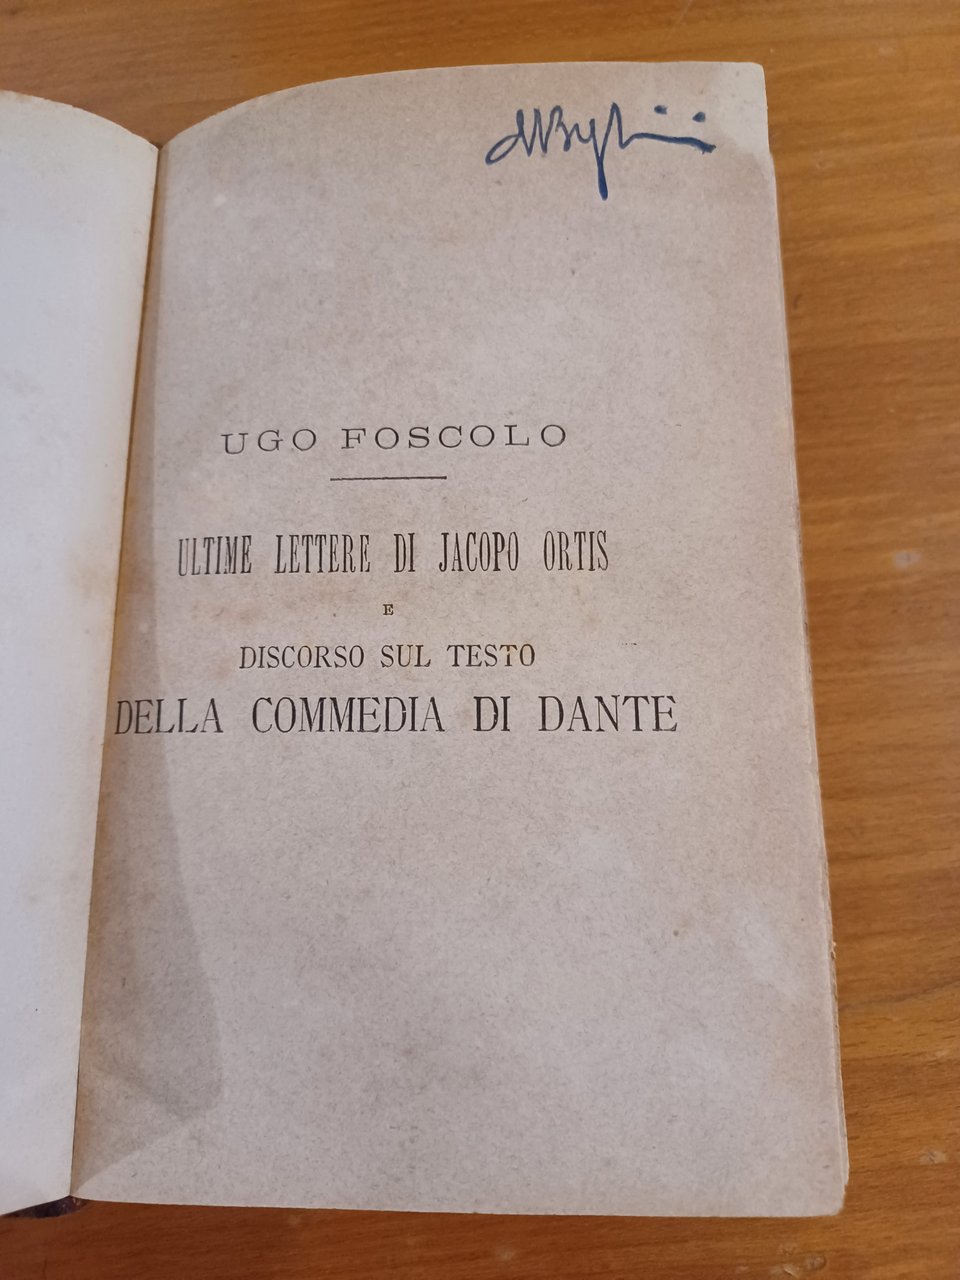 UGO FOSCOLO
ULTIME LETTERE DI JACOPO ORTIS
E
DISCORSO SUL TESTO
DELLA COMMEDIA DI DANTE